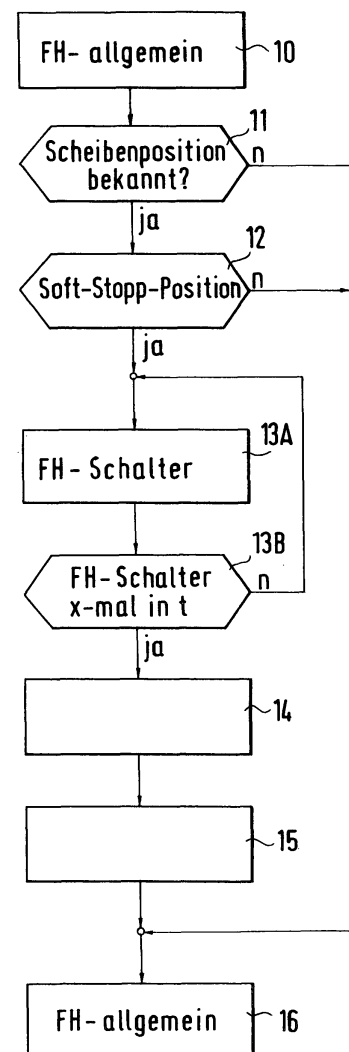 FH- allgemein
10
11
Scheibenposition
bekannt?
n
ja
12
Soft-Stopp-Position
n
ja
13A
FH- Schalter
13B
FH-Schalter
x-mal in t
n
ja
14
15
FH- allgemein
16